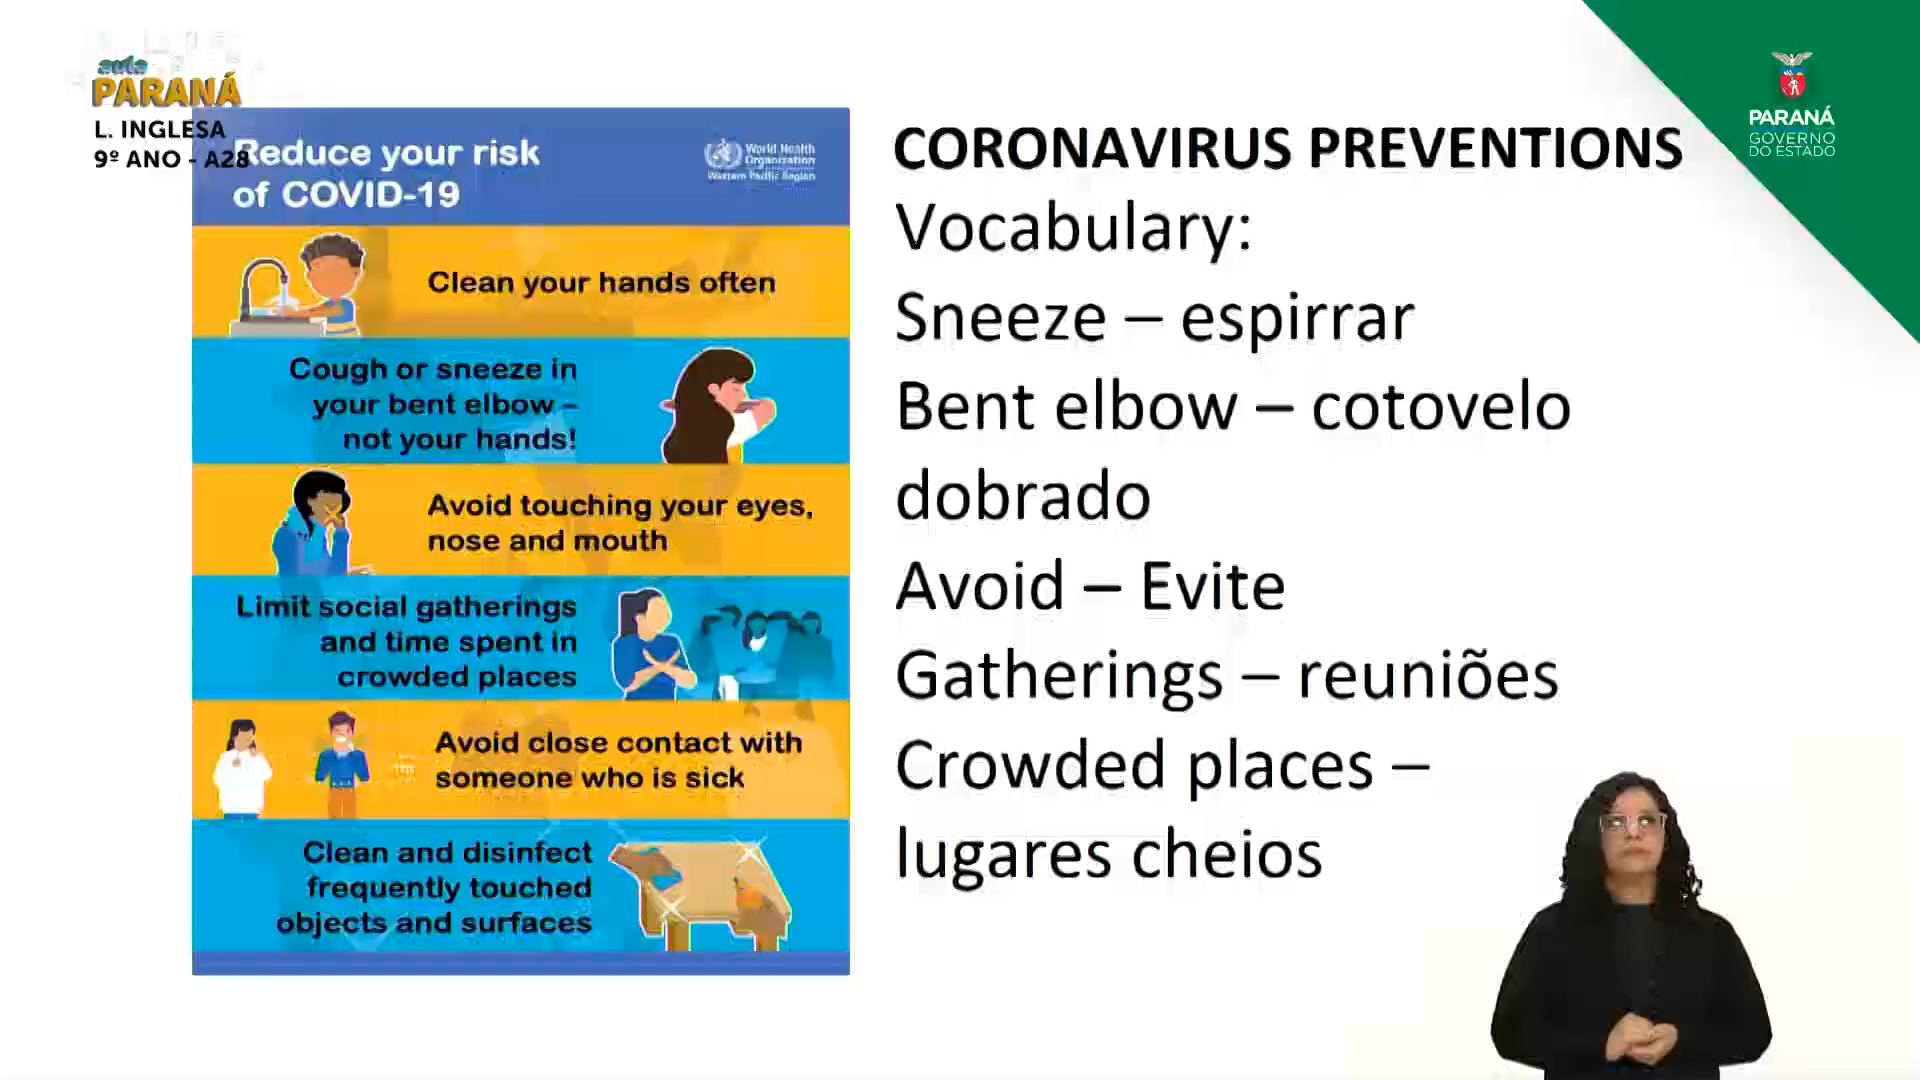 aula
PARANÁ
L. INGLESA
9º ANO - A28
Reduce your risk
of COVID-19
World Health
Organization
Western Pacific Region
Clean your hands often
Cough or sneeze in
your bent elbow –
not your hands!
Avoid touching your eyes,
nose and mouth
Limit social gatherings
and time spent in
crowded places
Avoid close contact with
someone who is sick
Clean and disinfect
frequently touched
objects and surfaces
CORONAVIRUS PREVENTIONS
Vocabulary:
Sneeze – espirrar
Bent elbow – cotovelo
dobrado
Avoid – Evite
Gatherings – reuniões
Crowded places –
lugares cheios
PARANÁ
GOVERNO
DO ESTADO